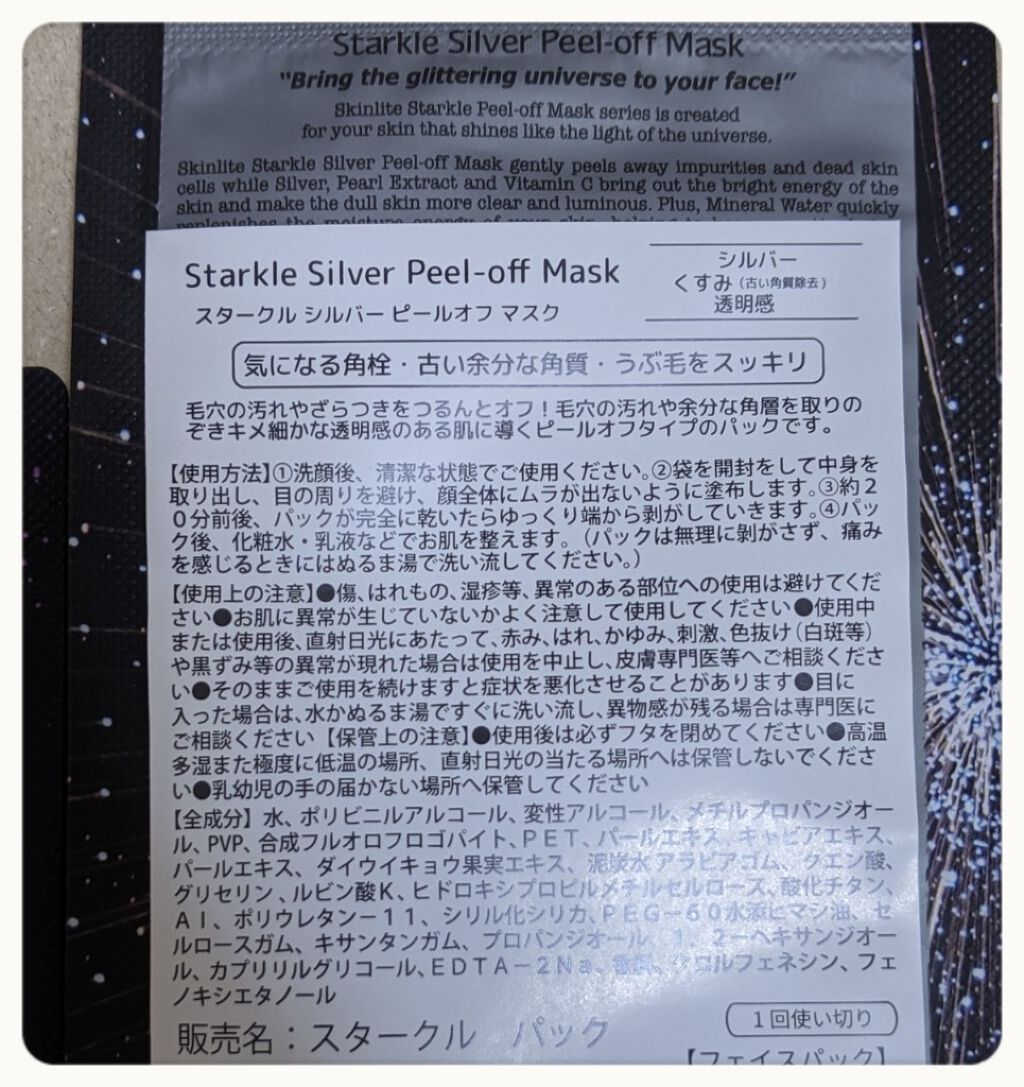 Starkle Silver Peel-off Mask
"Bring the glittering universe to your face!"
Skinlite Starkle Peel-off Mask series is created
for your skin that shines like the light of the universe.
Skinlite Starkle Silver Peel-off Mask gently peels away impurities and dead skin
cells while Silver, Pearl Extract and Vitamin C bring out the bright energy of the
skin and make the dull skin more clear and luminous. Plus, Mineral Water quickly
replenishes the moisture energy of your skin, helping
Starkle Silver Peel-off Mask
スタークル シルバー ピールオフ マスク
シルバー
くすみ(古い角質除去)
透明感
気になる角栓・古い余分な角質・うぶ毛をスッキリ
毛穴の汚れやざらつきをつるんとオフ!毛穴の汚れや余分な角層を取りの
ぞきキメ細かな透明感のある肌に導くピールオフタイプのパックです。
【使用方法】①洗顔後、清潔な状態でご使用ください。②袋を開封をして中身を
取り出し、目の周りを避け、顔全体にムラが出ないように塗布します。③約2
0分前後、パックが完全に乾いたらゆっくり端から剥がしていきます。④パッ
ク後、化粧水・乳液などでお肌を整えます。(パックは無理に剥がさず、痛み
を感じるときにはぬるま湯で洗い流してください。)
【使用上の注意】●傷、はれもの、湿疹等、異常のある部位への使用は避けてくだ
さい●お肌に異常が生じていないかよく注意して使用してください●使用中
または使用後、直射日光にあたって、赤み、はれ、かゆみ、刺激、色抜け(白斑等)
や黒ずみ等の異常が現れた場合は使用を中止し、皮膚専門医等へご相談くださ
い●そのままご使用を続けますと症状を悪化させることがあります●目に
入った場合は、水かぬるま湯ですぐに洗い流し、異物感が残る場合は専門医に
ご相談ください【保管上の注意】●使用後は必ずフタを閉めてください●高温
多湿また極度に低温の場所、直射日光の当たる場所へは保管しないでくださ
い●乳幼児の手の届かない場所へ保管してください
【全成分】水、ポリビニルアルコール、変性アルコール、メチルプロパンジオー
ル、PVP、合成フルオロフロゴパイト、PET、パールエキス、キャビアエキス、
パールエキス、ダイウイキョウ果実エキス、泥炭水 アラビアゴム、クエン酸、
グリセリン、ルビン酸K、ヒドロキシプロピルメチルセルロース、酸化チタン、
AI、ポリウレタンー11、シリル化シリカ、PEG-60水添ヒマシ油、セ
ルロースガム、キサンタンガム、プロパンジオール、1、2-ヘキサンジオー
ル、カプリリルグリコール、EDTA-2Na、香料、クロルフェネシン、フェ
ノキシエタノール
1回使い切り
販売名:スタークル パック
【フェイスパック】